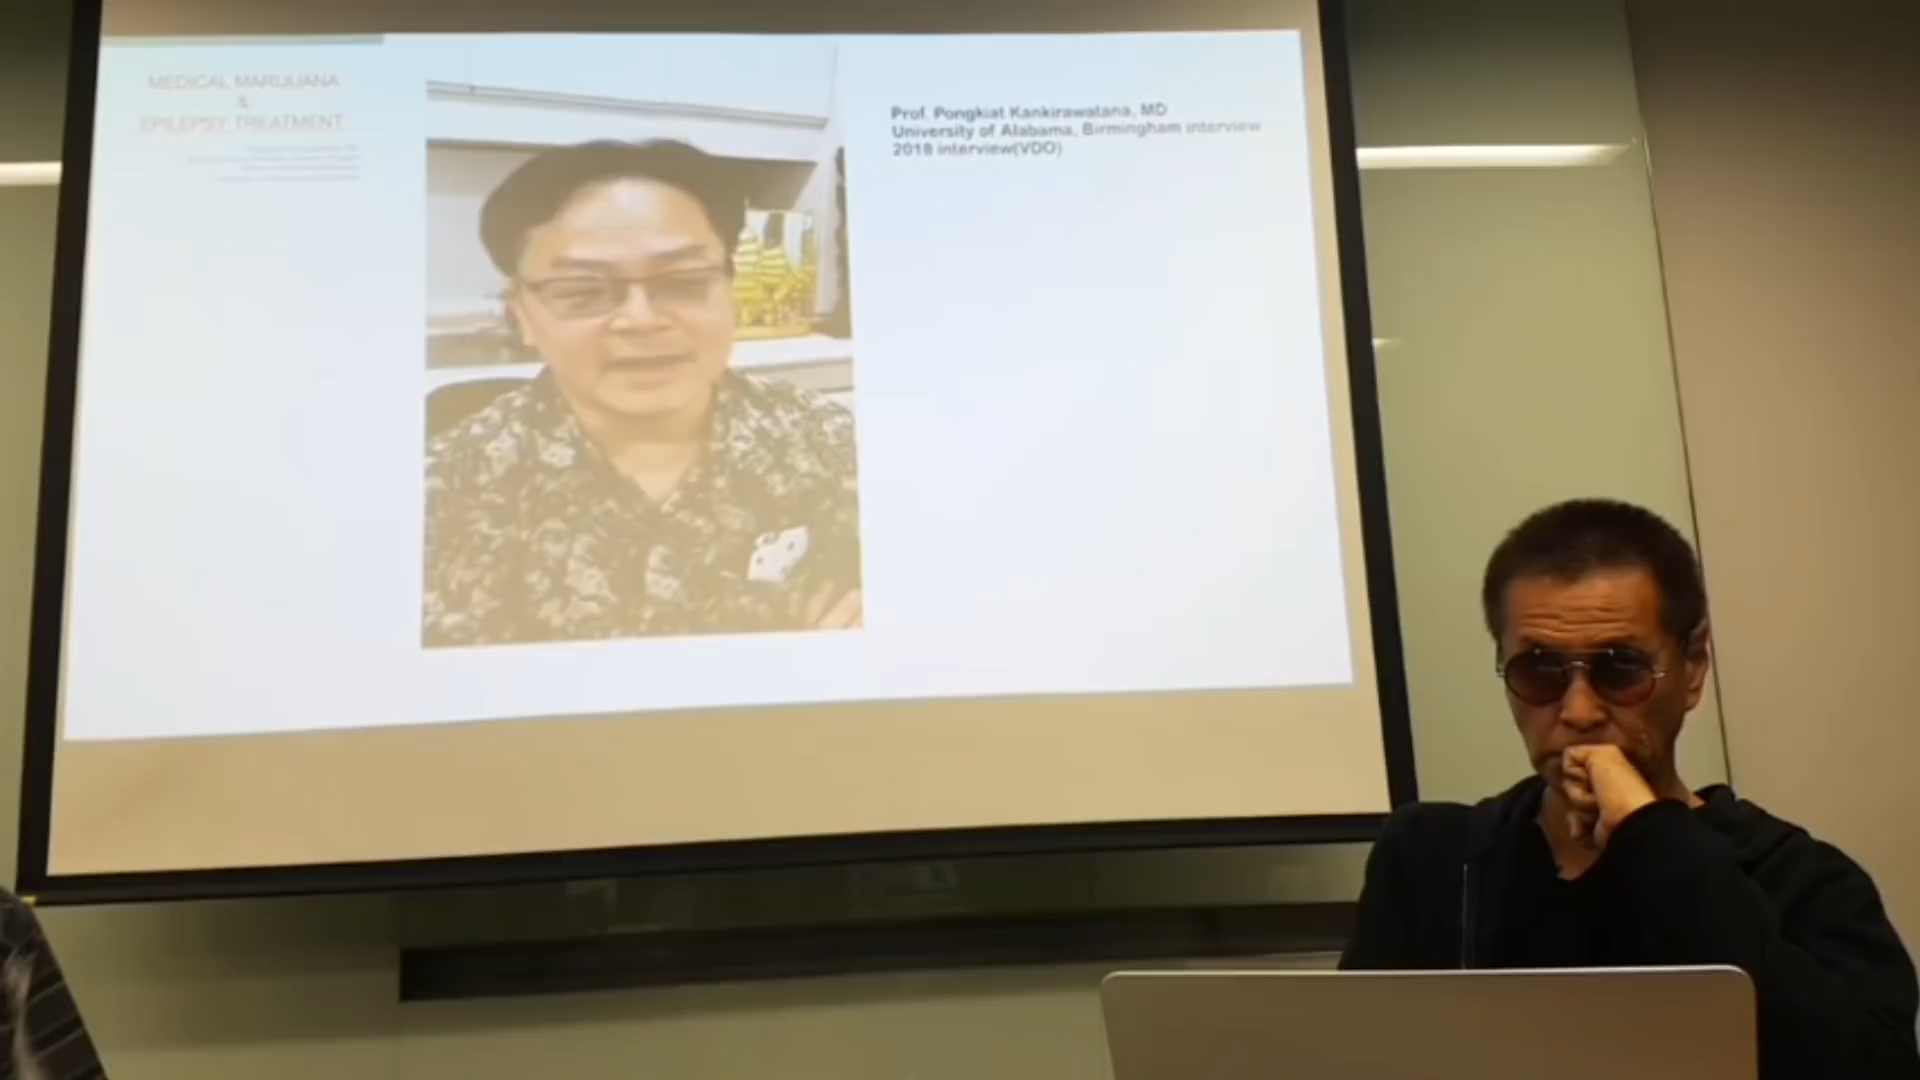 MEDICAL MARIJUANA
&
EPILEPSY TREATMENT
Prof. Pongkiat Kankirawatana, MD
University of Alabama, Birmingham interview
2018 interview(VDO)